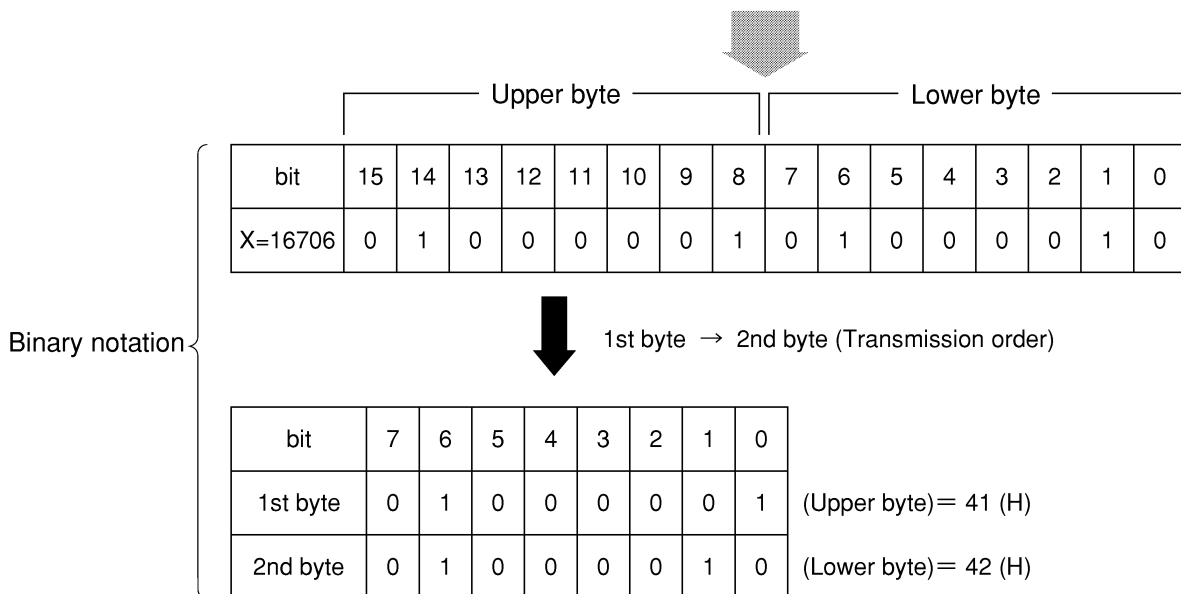 Upper byte Lower byte
bit 15 14 13 12 11 10 9 8 7 6 5 4 3 2 1 0
X=16706 0 1 0 0 0 0 0 1 0 1 0 0 0 0 1 0
Binary notation
1st byte → 2nd byte (Transmission order)
bit 7 6 5 4 3 2 1 0
1st byte 0 1 0 0 0 0 0 1 (Upper byte)= 41 (H)
2nd byte 0 1 0 0 0 0 1 0 (Lower byte)= 42 (H)